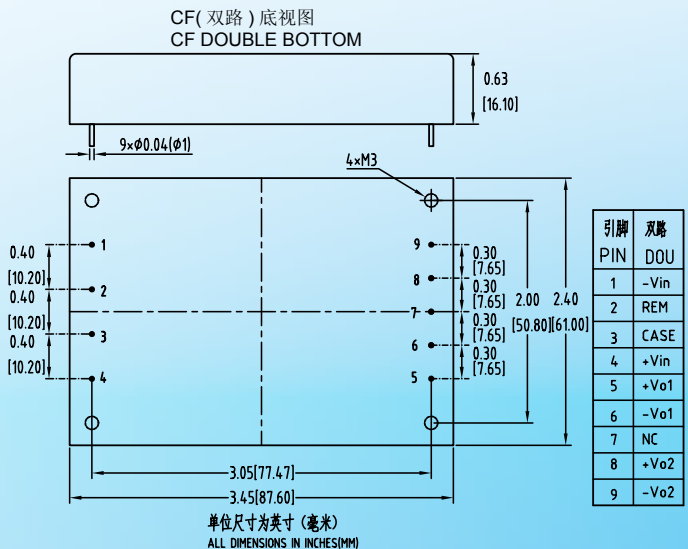 CF( 双路 ) 底视图
CF DOUBLE BOTTOM
0.63
[16.10]
9×φ0.04(φ1)
4×M3
0.40
[10.20]
0.40
[10.20]
0.40
[10.20]
1
2
3
4
9
8
7
6
5
0.30
[7.65]
0.30
[7.65]
0.30
[7.65]
0.30
[7.65]
2.00
[50.80]
2.40
[61.00]
3.05[77.47]
3.45[87.60]
引脚 双路
PIN DOU
1 -Vin
2 REM
3 CASE
4 +Vin
5 +Vo1
6 -Vo1
7 NC
8 +Vo2
9 -Vo2
单位尺寸为英寸（毫米）
ALL DIMENSIONS IN INCHES(MM)